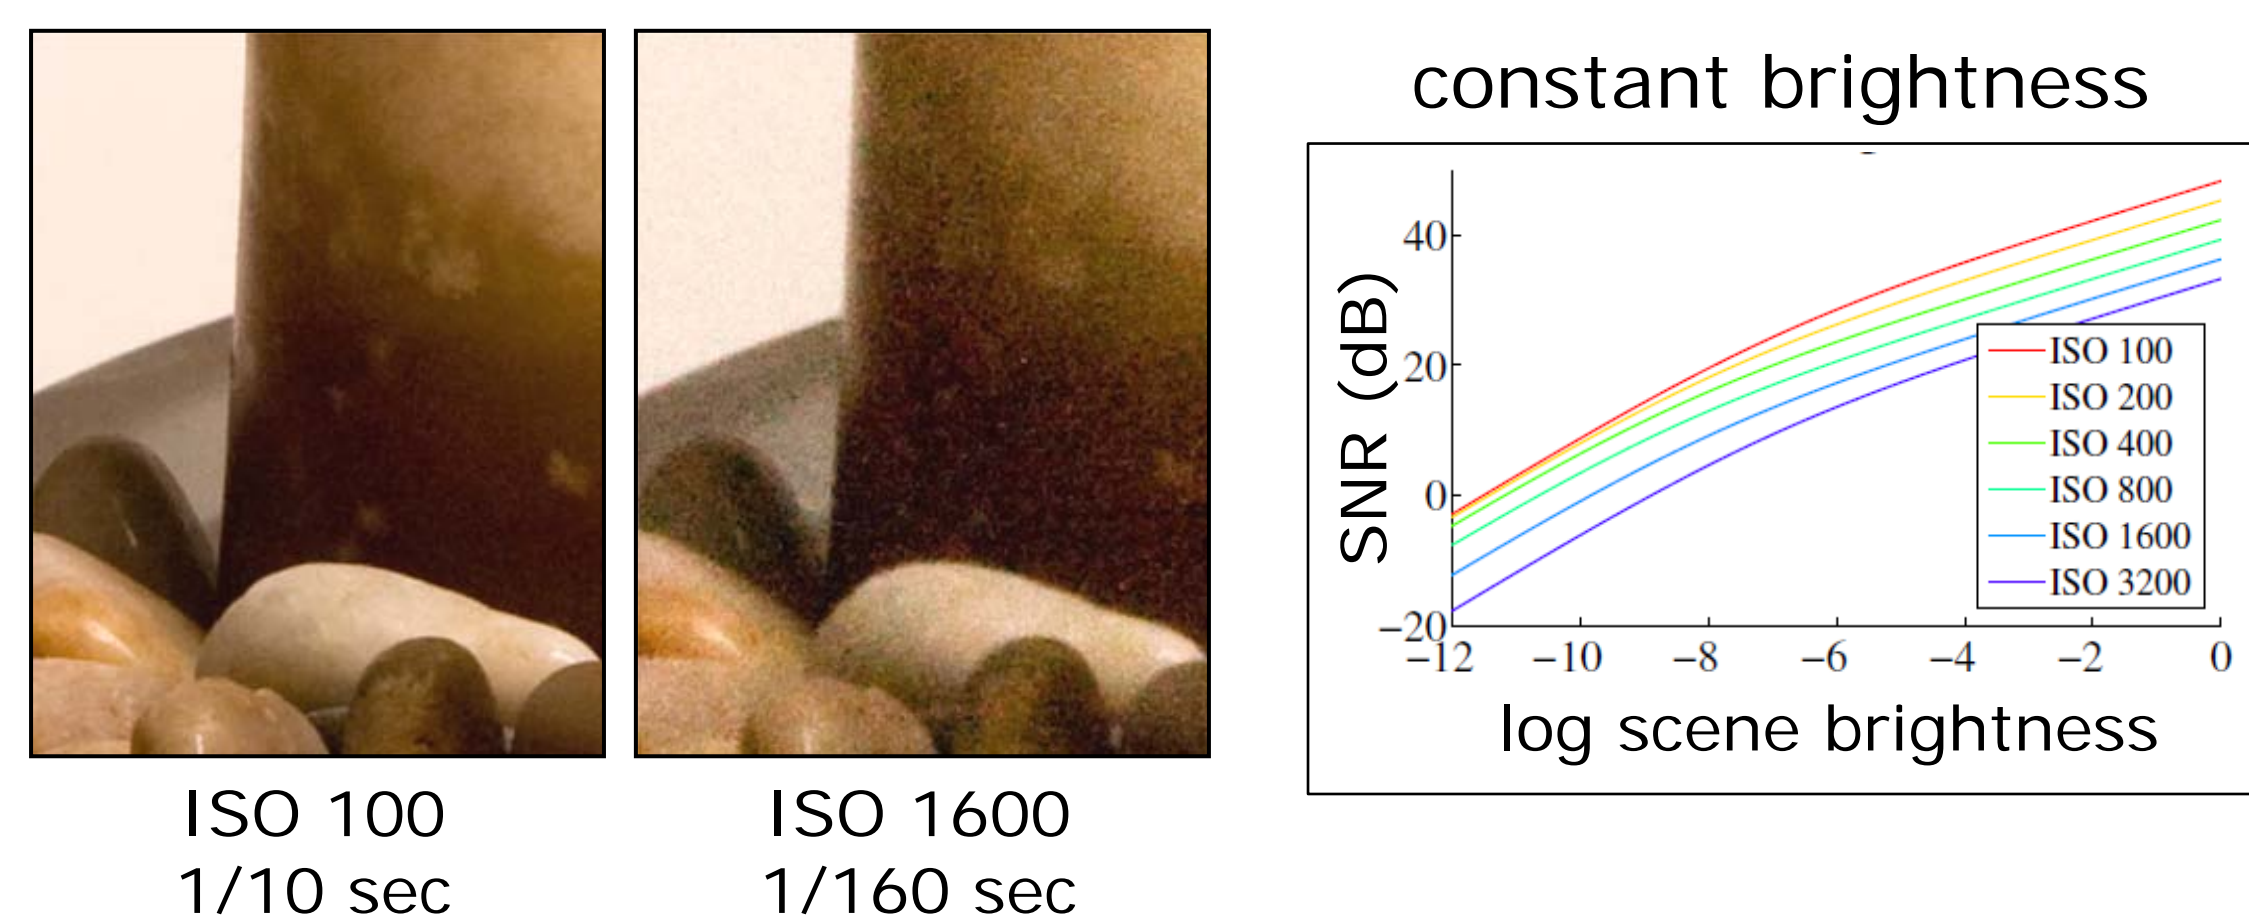 ISO 100
1/10 sec
ISO 1600
1/160 sec
constant brightness
SNR (dB)
40
20
0
−20
−12 −10 −8 −6 −4 −2 0
log scene brightness
ISO 100
ISO 200
ISO 400
ISO 800
ISO 1600
ISO 3200